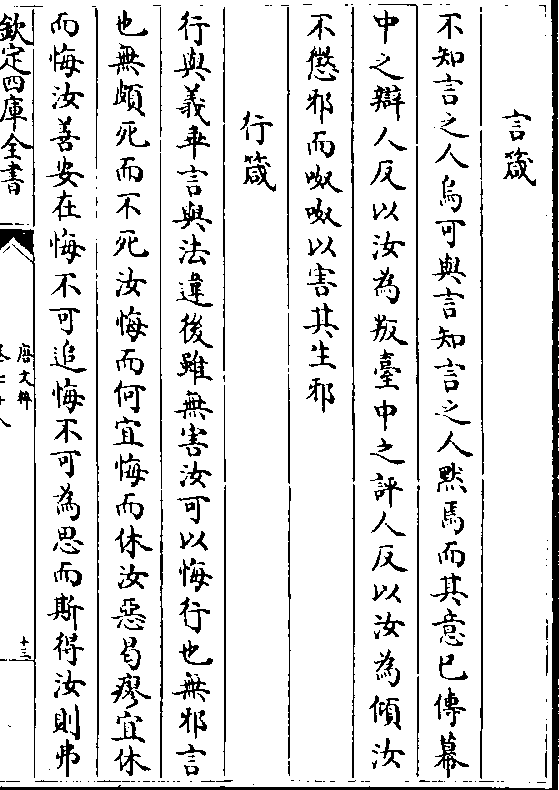 言箴
不知言之人烏可與言知言之人黙焉而其意已傳幕
中之辯人反以汝為叛臺中之評人反以汝為傾汝
不懲邪而呶呶以害其生邪
行箴
行與義乖言與法違後雖無害汝可以悔行也無邪言
也無頗死而不死汝悔而何宜悔而休汝惡曷瘳宜休
而悔汝善安在悔不可追悔不可為思而斯得汝則弗
欽定四庫全書
唐文粹
十三